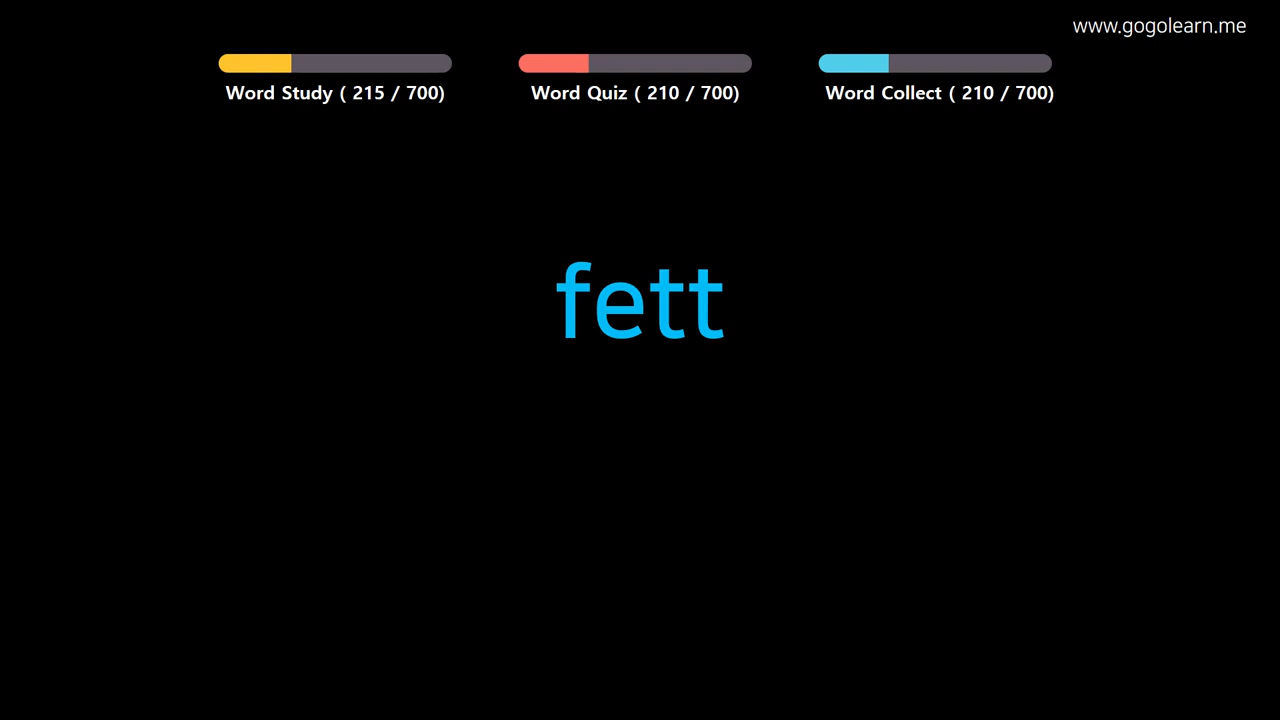 www.gogolearn.me
Word Study ( 215 / 700)
Word Quiz ( 210 / 700)
Word Collect ( 210 / 700)
fett